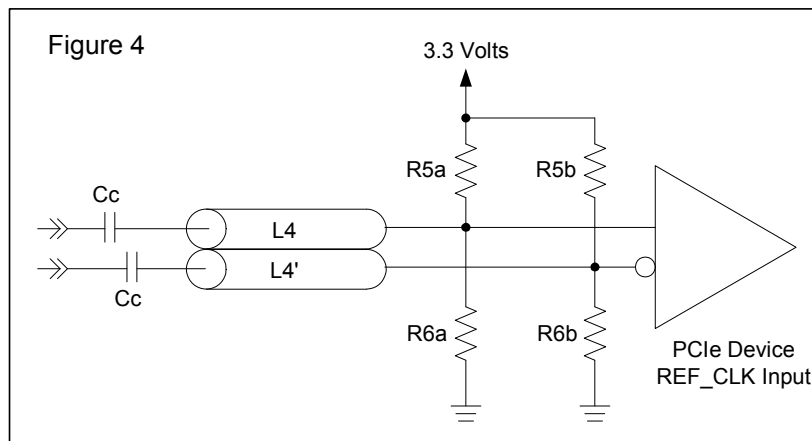 Figure 4
3.3 Volts
R5a
R5b
Cc
L4
L4'
Cc
R6a
R6b
PCIe Device
REF_CLK Input